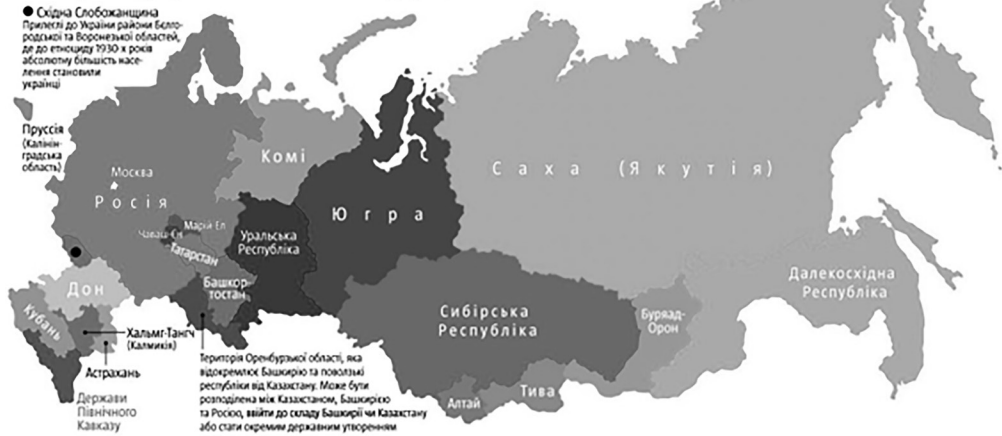 Східна Слобожанщина
Прилеглі до України райони Бєлго-
родської та Воронезької областей,
де до етноциду 1930-х років
абсолютну більшість насе-
лення становили
українці
Пруссія
(Калінін-
градська
область)
Москва
Росія
Комі
Югра
Саха (Якутія)
Марій Ел
Чаваш-Єн
Татарстан
Уральська
Республіка
Башкор-
тостан
Дон
Кубань
Хальмг-Тангч
(Калмикія)
Астрахань
Держави
Північного
Кавказу
Територія Оренбурзької області, яка
відокремлює Башкирію та поволзькі
республіки від Казахстану. Може бути
розподілена між Казахстаном, Башкирією
та Росією, ввійти до складу Башкирії чи Казахстану
або стати окремим державним утворенням
Сибірська
Республіка
Алтай
Тива
Буряад-
Орон
Далекосхідна
Республіка